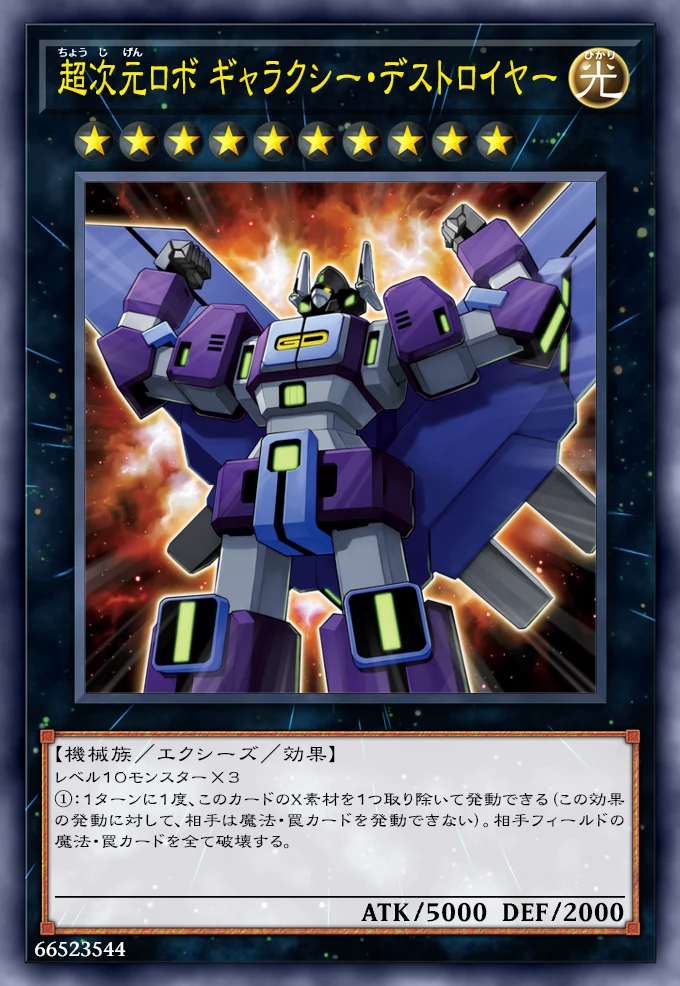 ちょうじげん
超次元ロボ ギャラクシー・デストロイヤー
ひかり
光
GD
【機械族／エクシーズ／効果】
レベル10モンスター×3
①：1ターンに1度、このカードのX素材を1つ取り除いて発動できる（この効果
の発動に対して、相手は魔法・罠カードを発動できない）。相手フィールドの
魔法・罠カードを全て破壊する。
ATK/5000 DEF/2000
66523544